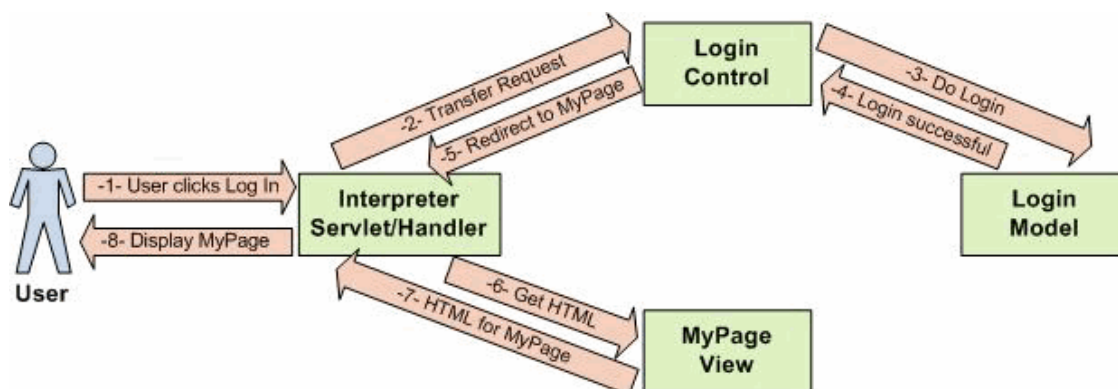 Login
Control
-2- Transfer Request
-3- Do Login
-4- Login successful
-5- Redirect to MyPage
-1- User clicks Log In
Interpreter
Servlet/Handler
Login
Model
-8- Display MyPage
User
-6- Get HTML
-7- HTML for MyPage
MyPage
View